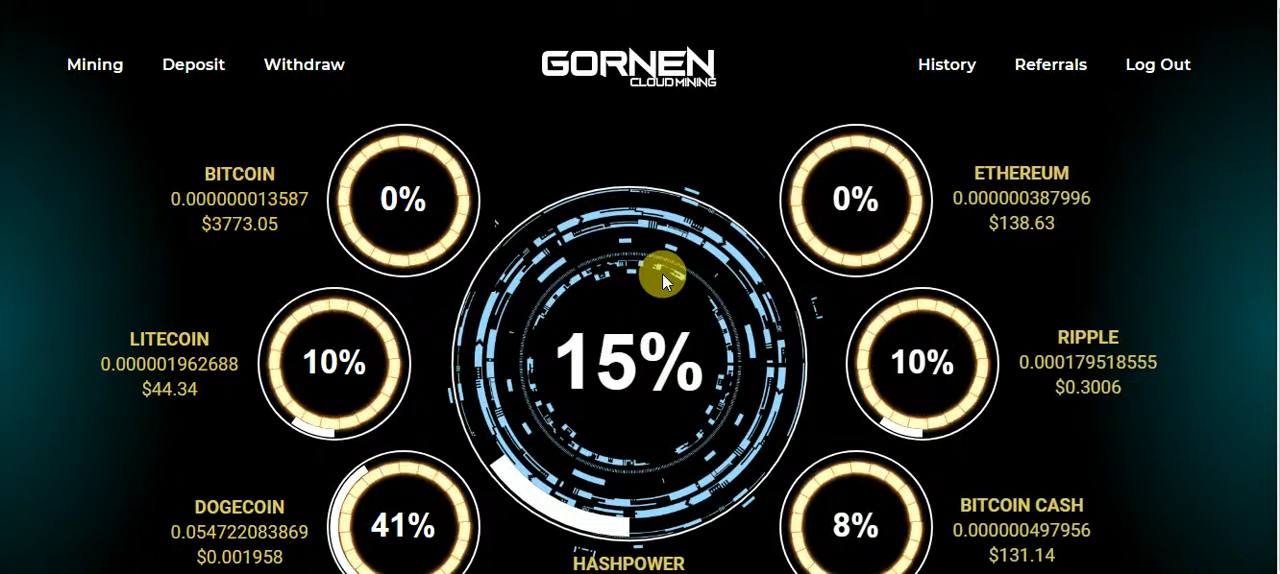 Mining Deposit Withdraw
GORNEN
CLOUD MINING
History Referrals Log Out
BITCOIN
0.000000013587
$3773.05
0%
0%
ETHEREUM
0.000000387996
$138.63
LITECOIN
0.000001962688
$44.34
10%
15%
10%
RIPPLE
0.000179518555
$0.3006
DOGECOIN
0.054722083869
$0.001958
41%
8%
BITCOIN CASH
0.000000497956
$131.14
HASHPOWER